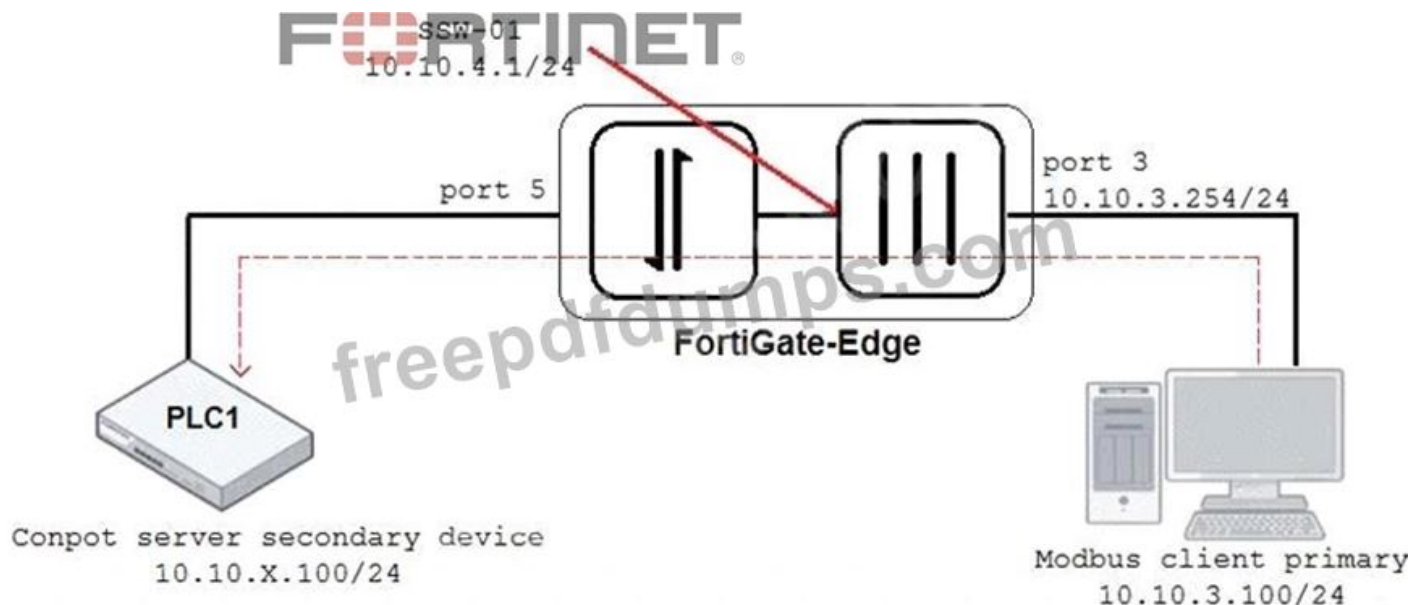 FORTINET®
SSW-01
10.10.4.1/24
port 5
port 3
10.10.3.254/24
freepdfdumps.com
FortiGate-Edge
PLC1
Conpot server secondary device
10.10.X.100/24
Modbus client primary
10.10.3.100/24